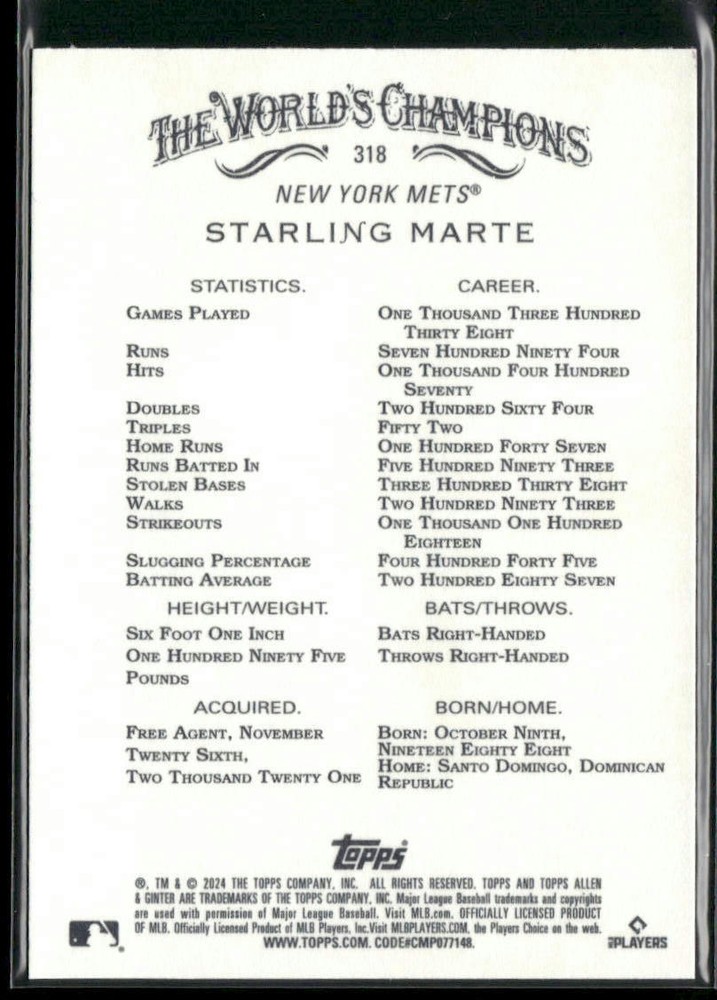 THE WORLD'S CHAMPIONS
318
NEW YORK METS®
STARLING MARTE
STATISTICS. CAREER.
GAMES PLAYED ONE THOUSAND THREE HUNDRED
THIRTY EIGHT
RUNS SEVEN HUNDRED NINETY FOUR
HITS ONE THOUSAND FOUR HUNDRED
SEVENTY
DOUBLES TWO HUNDRED SIXTY FOUR
TRIPLES FIFTY TWO
HOME RUNS ONE HUNDRED FORTY SEVEN
RUNS BATTED IN FIVE HUNDRED NINETY THREE
STOLEN BASES THREE HUNDRED THIRTY EIGHT
WALKS TWO HUNDRED NINETY THREE
STRIKEOUTS ONE THOUSAND ONE HUNDRED
EIGHTEEN
SLUGGING PERCENTAGE FOUR HUNDRED FORTY FIVE
BATTING AVERAGE TWO HUNDRED EIGHTY SEVEN
HEIGHT/WEIGHT. BATS/THROWS.
SIX FOOT ONE INCH BATS RIGHT-HANDED
ONE HUNDRED NINETY FIVE THROWS RIGHT-HANDED
POUNDS
ACQUIRED. BORN/HOME.
FREE AGENT, NOVEMBER BORN: OCTOBER NINTH,
TWENTY SIXTH, NINETEEN EIGHTY EIGHT
TWO THOUSAND TWENTY ONE HOME: SANTO DOMINGO, DOMINICAN
REPUBLIC
Topps®
®, TM & © 2024 THE TOPPS COMPANY, INC. ALL RIGHTS RESERVED. TOPPS AND TOPPS ALLEN
& GINTER ARE TRADEMARKS OF THE TOPPS COMPANY, INC. Major League Baseball trademarks and copyrights
are used with permission of Major League Baseball. Visit MLB.com. OFFICIALLY LICENSED PRODUCT
OF MLB. Officially Licensed Product of MLB Players, Inc. Visit MLBPLAYERS.COM, the Players Choice on the web.
WWW.TOPPS.COM. CODE#CMP077148.
MLBPLAYERS